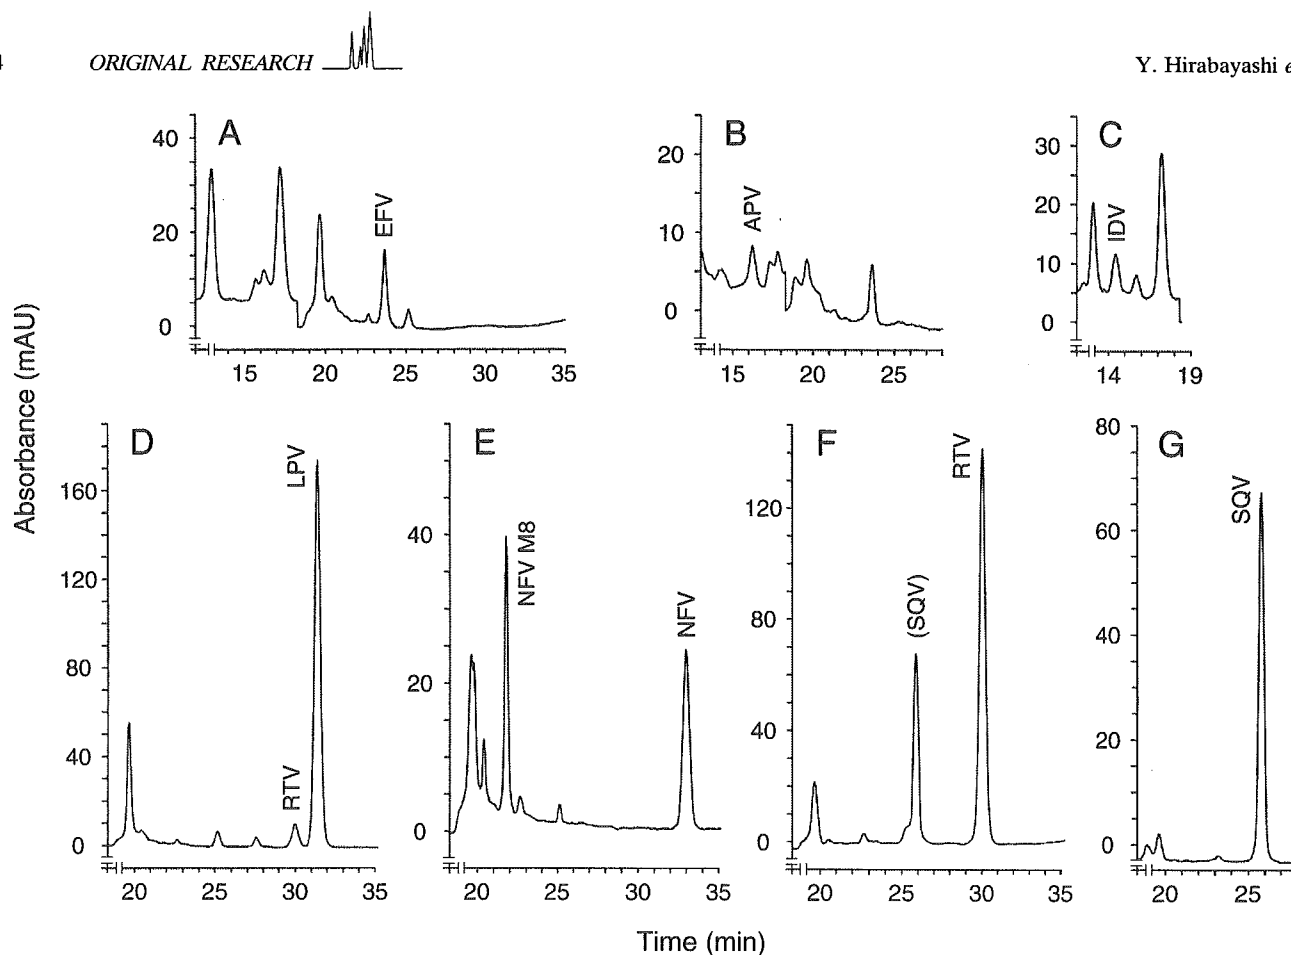 4 ORIGINAL RESEARCH Y. Hirabayashi e
A
40
20
0
EFV
15 20 25 30 35
B
20
10
0
APV
15 20 25
C
30
20
10
0
IDV
14 19
Absorbance (mAU)
D
160
120
80
40
0
RTV
LPV
20 25 30 35
E
40
20
0
NFV M8
NFV
20 25 30 35
F
120
80
40
0
(SQV)
RTV
20 25 30 35
G
80
60
40
20
0
SQV
20 25
Time (min)